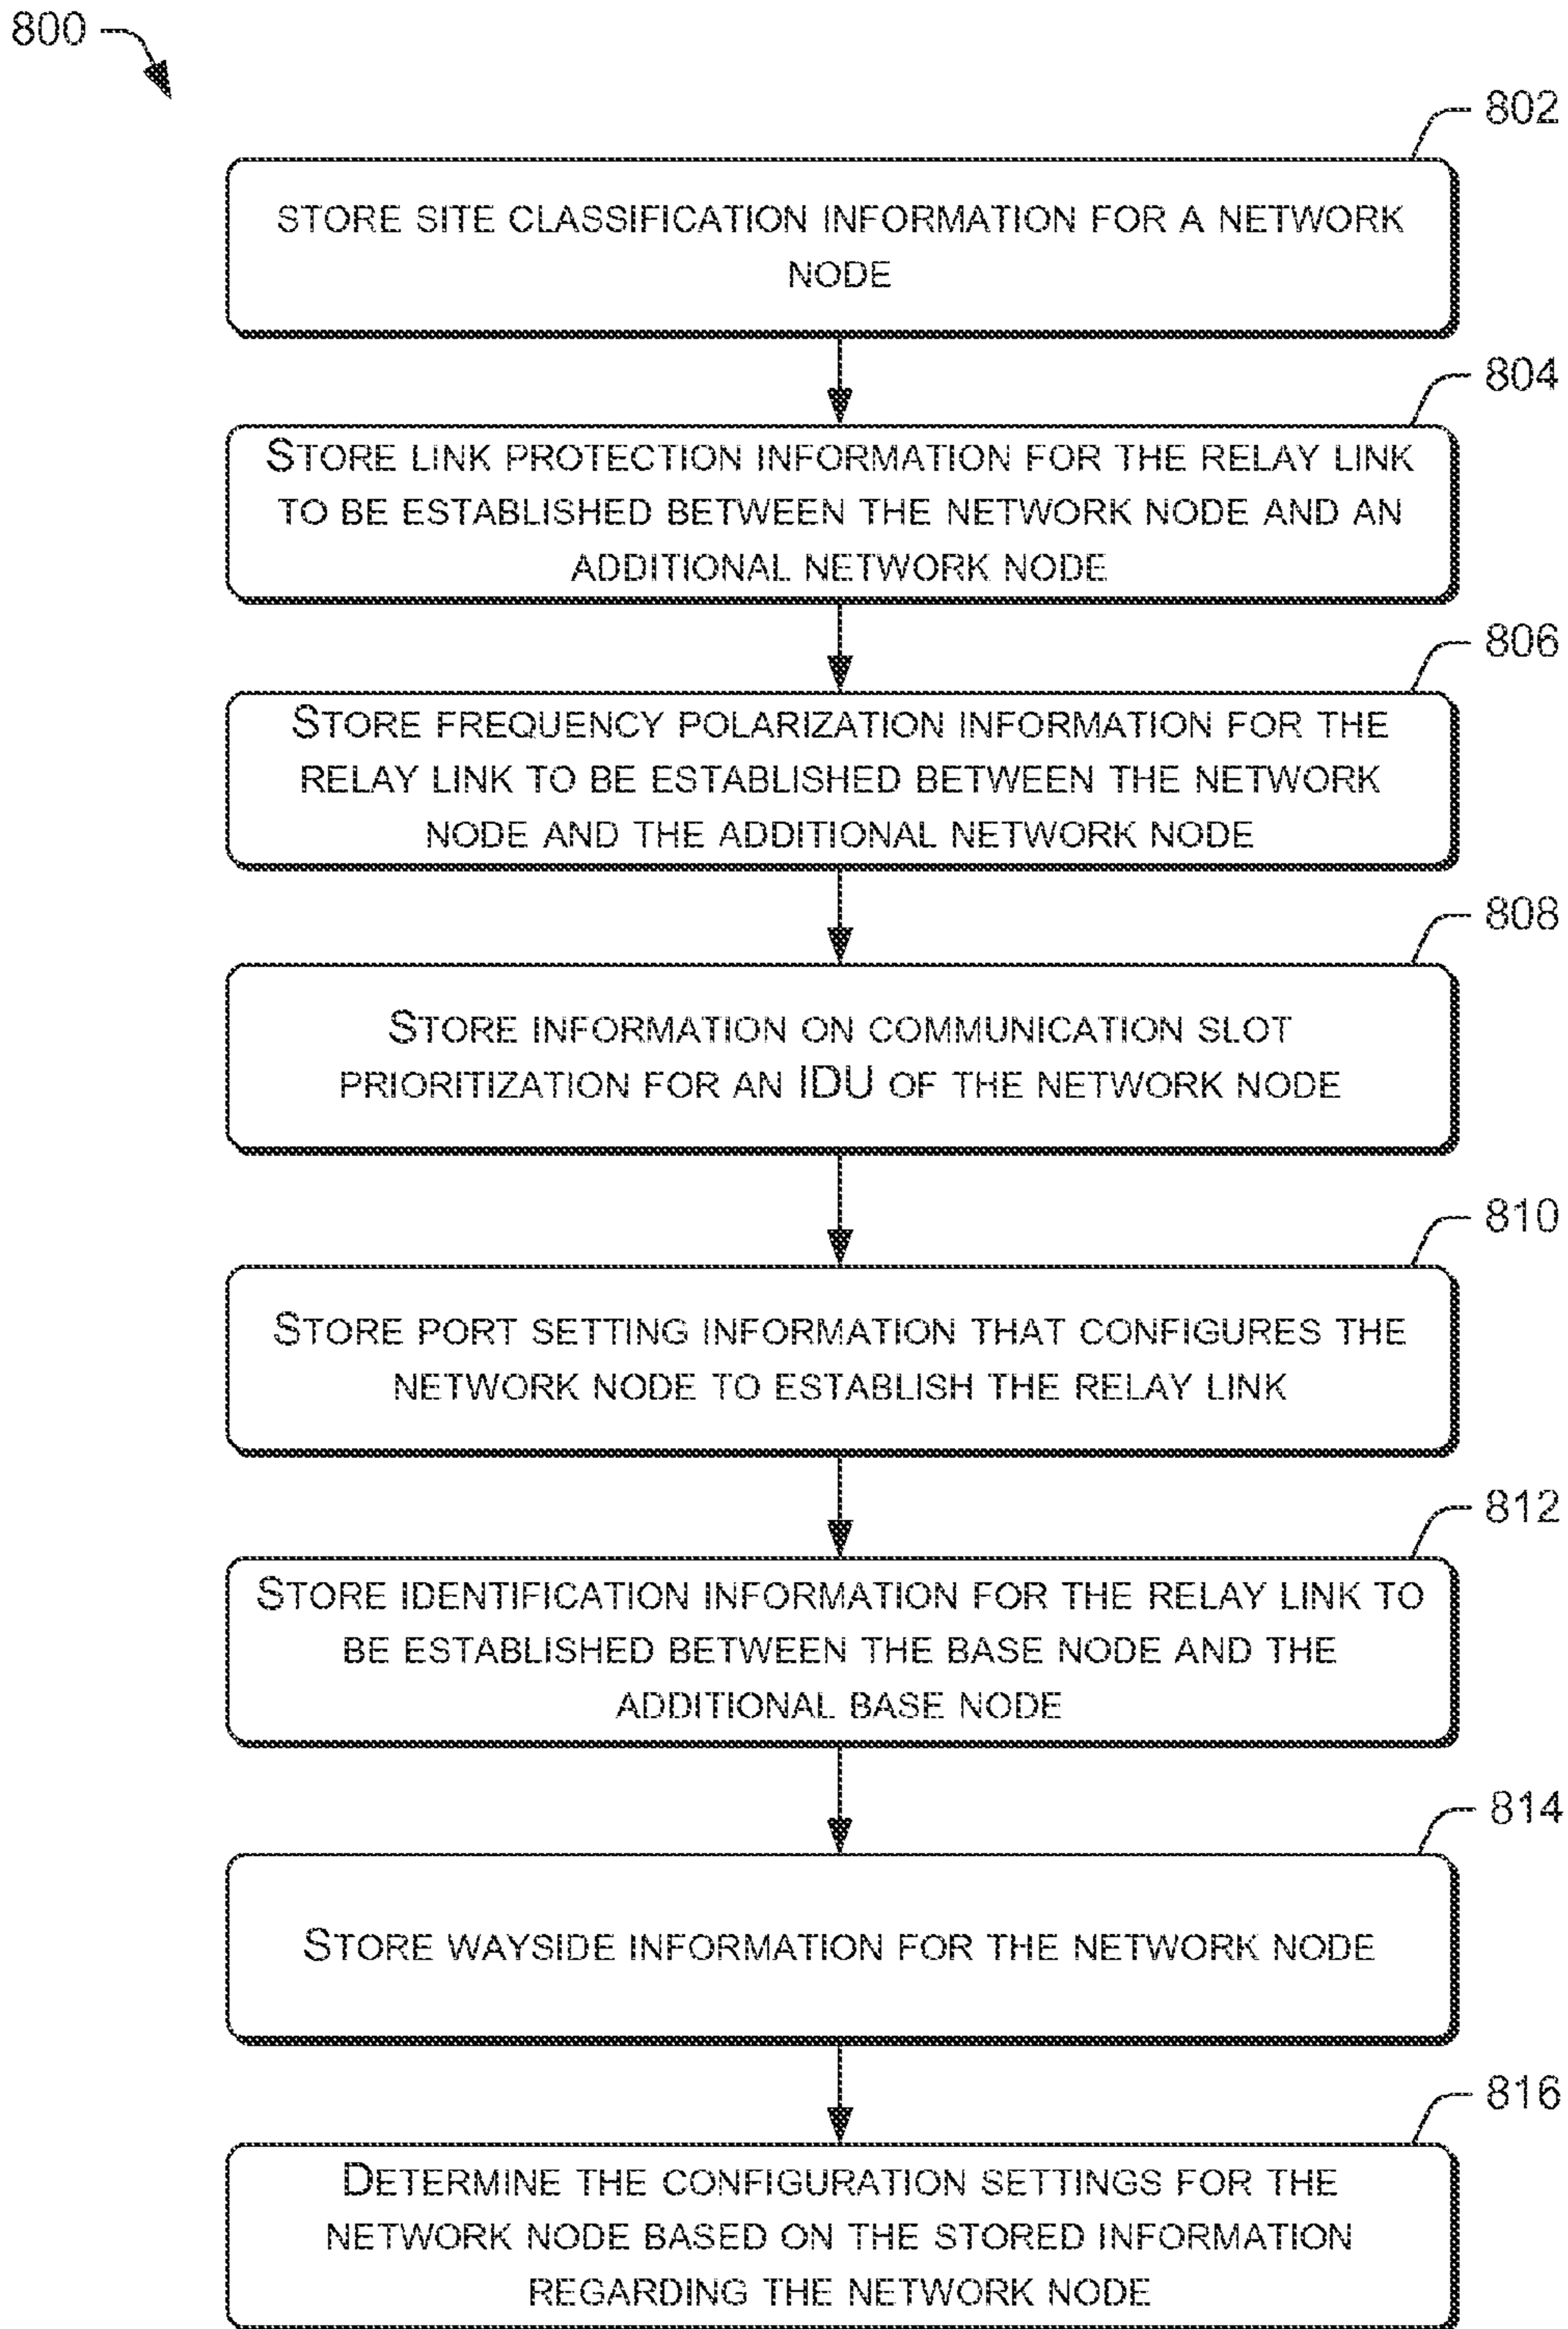 800
802
STORE SITE CLASSIFICATION INFORMATION FOR A NETWORK
NODE
804
STORE LINK PROTECTION INFORMATION FOR THE RELAY LINK
TO BE ESTABLISHED BETWEEN THE NETWORK NODE AND AN
ADDITIONAL NETWORK NODE
806
STORE FREQUENCY POLARIZATION INFORMATION FOR THE
RELAY LINK TO BE ESTABLISHED BETWEEN THE NETWORK
NODE AND THE ADDITIONAL NETWORK NODE
808
STORE INFORMATION ON COMMUNICATION SLOT
PRIORITIZATION FOR AN IDU OF THE NETWORK NODE
810
STORE PORT SETTING INFORMATION THAT CONFIGURES THE
NETWORK NODE TO ESTABLISH THE RELAY LINK
812
STORE IDENTIFICATION INFORMATION FOR THE RELAY LINK TO
BE ESTABLISHED BETWEEN THE BASE NODE AND THE
ADDITIONAL BASE NODE
814
STORE WAYSIDE INFORMATION FOR THE NETWORK NODE
816
DETERMINE THE CONFIGURATION SETTINGS FOR THE
NETWORK NODE BASED ON THE STORED INFORMATION
REGARDING THE NETWORK NODE